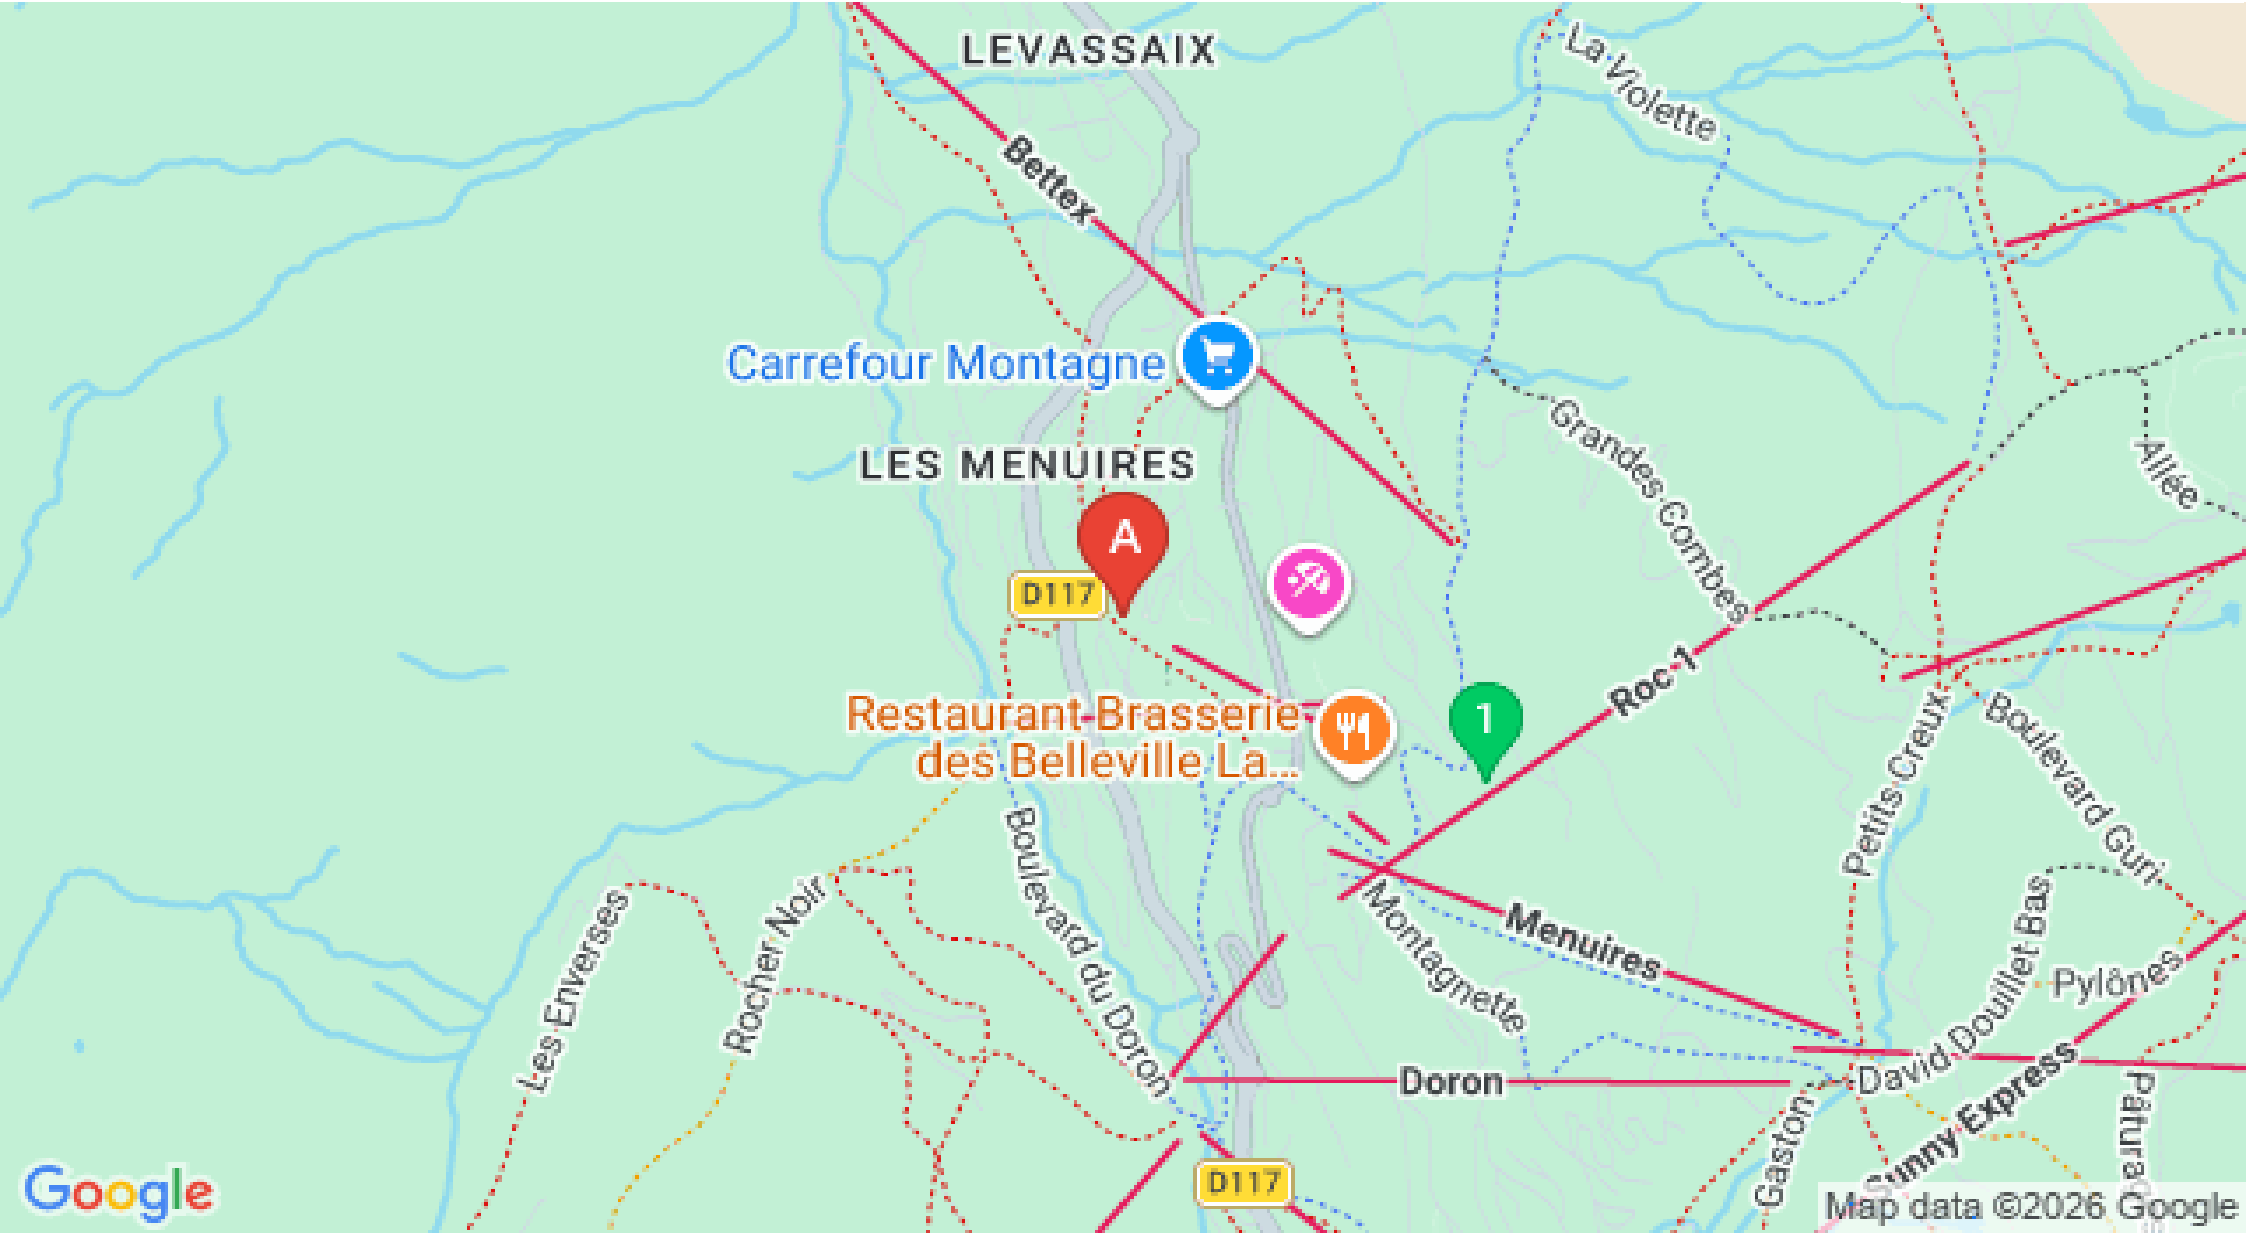 LEVASSAIX
La Violette
Bettex
Carrefour Montagne
Grandes Combes
Allée
LES MENUIRES
A
D117
Roc 1
1
Restaurant Brasserie
des Belleville La...
Petits Creux
Boulevard Guri
Boulevard du Doron
Les Enverses
Rocher Noir
Montagnette
Menuires
David Douillet Bas
Pylônes
Doron
Sunny Express
Gaston
Pâturag
D117
Google
Map data ©2026 Google